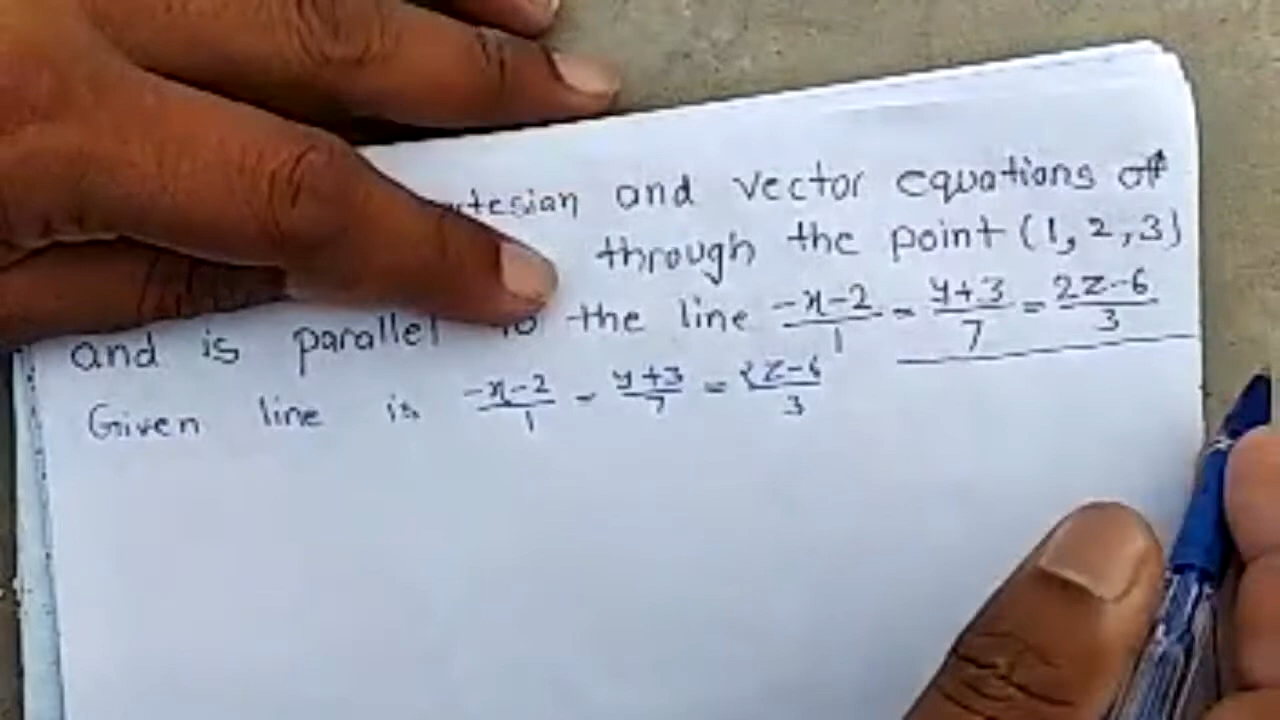 and vector equations of
through the point (1, 2, 3)
and is parallel to the line -x-2/1 = y+3/7 = 2z-6/3
Given line is -x-2/1 = y+3/7 = 2z-6/3